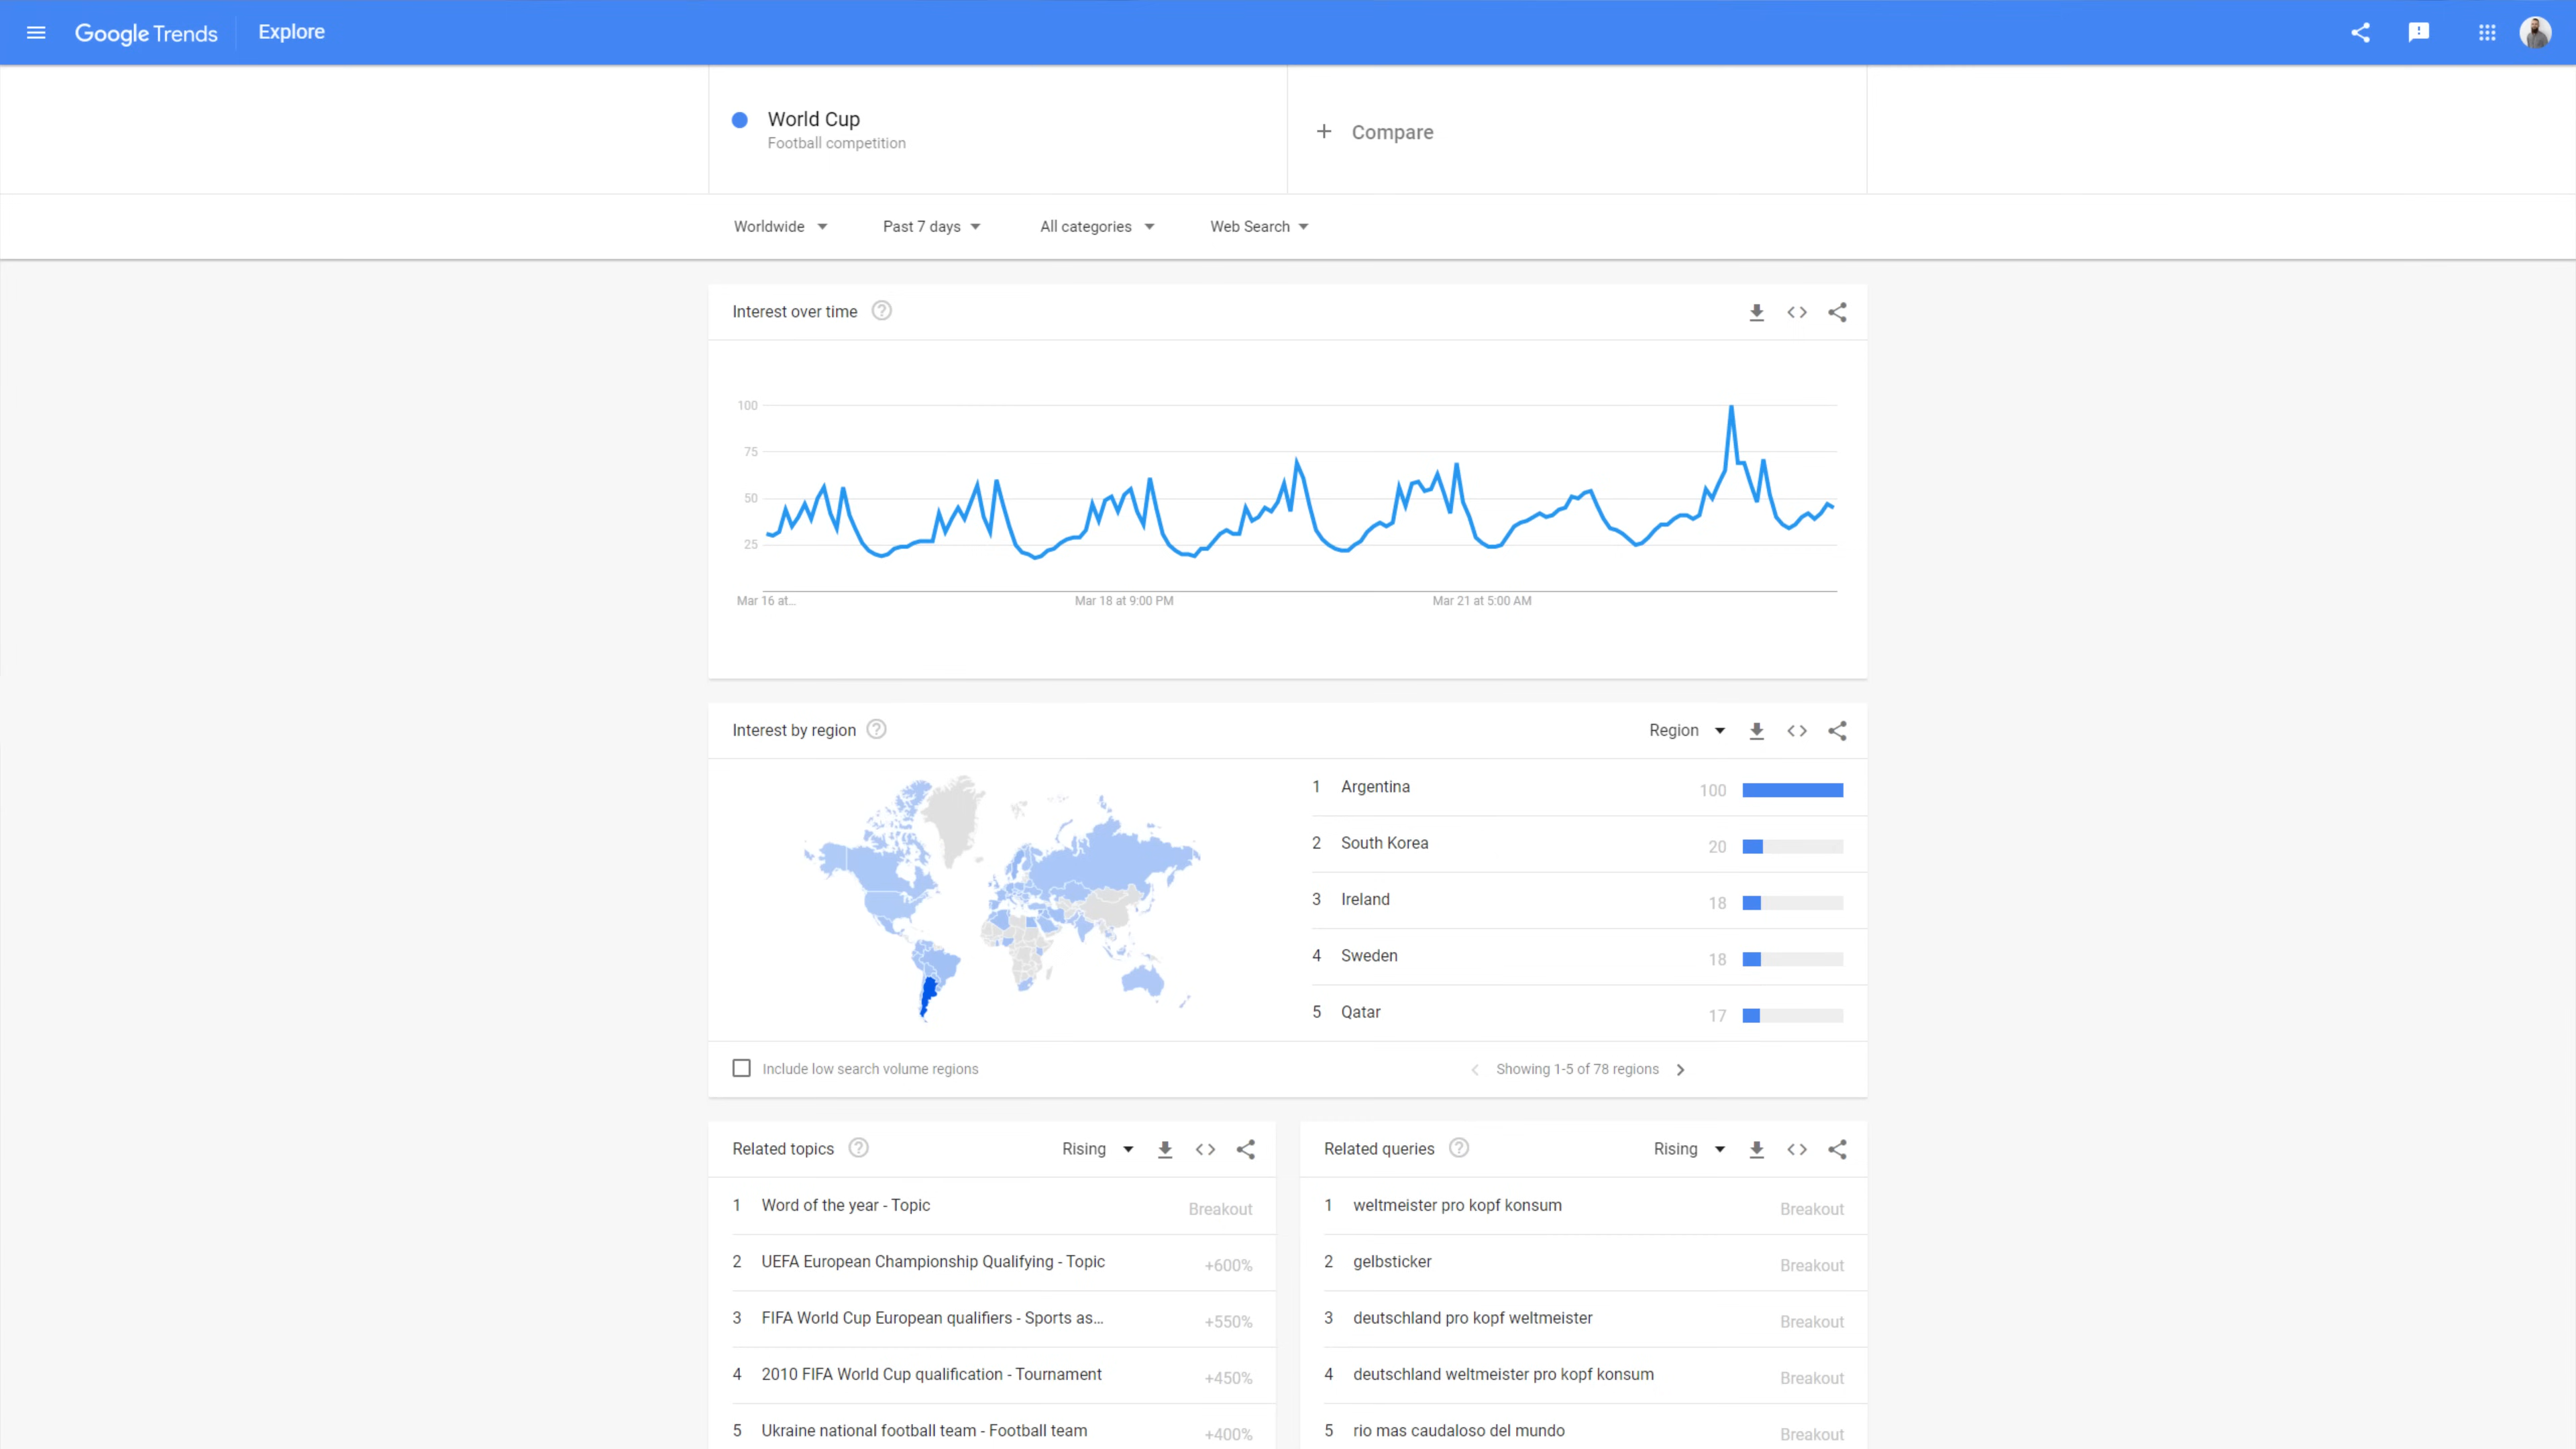 Google Trends
Explore
World Cup
Football competition
+ Compare
Worldwide
Past 7 days
All categories
Web Search
Interest over time
100
75
50
25
Mar 16 at...
Mar 18 at 9:00 PM
Mar 21 at 5:00 AM
Interest by region
Region
1 Argentina 100
2 South Korea 20
3 Ireland 18
4 Sweden 18
5 Qatar 17
Include low search volume regions
Showing 1-5 of 78 regions
Related topics
Rising
1 Word of the year - Topic Breakout
2 UEFA European Championship Qualifying - Topic +600%
3 FIFA World Cup European qualifiers - Sports as... +550%
4 2010 FIFA World Cup qualification - Tournament +450%
5 Ukraine national football team - Football team +400%
Related queries
Rising
1 weltmeister pro kopf konsum Breakout
2 gelbsticker Breakout
3 deutschland pro kopf weltmeister Breakout
4 deutschland weltmeister pro kopf konsum Breakout
5 rio mas caudaloso del mundo Breakout